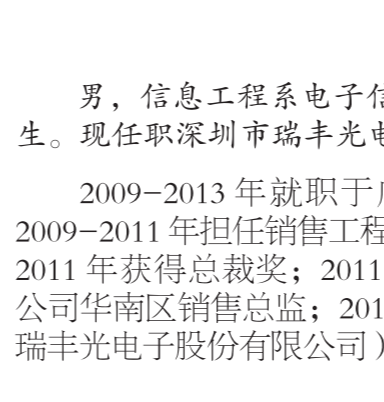 男，信息工程系电子信
生。现任职深圳市瑞丰光电
2009-2013 年就职于
2009-2011 年担任销售工程
2011 年获得总裁奖；2011
公司华南区销售总监；201
瑞丰光电子股份有限公司）